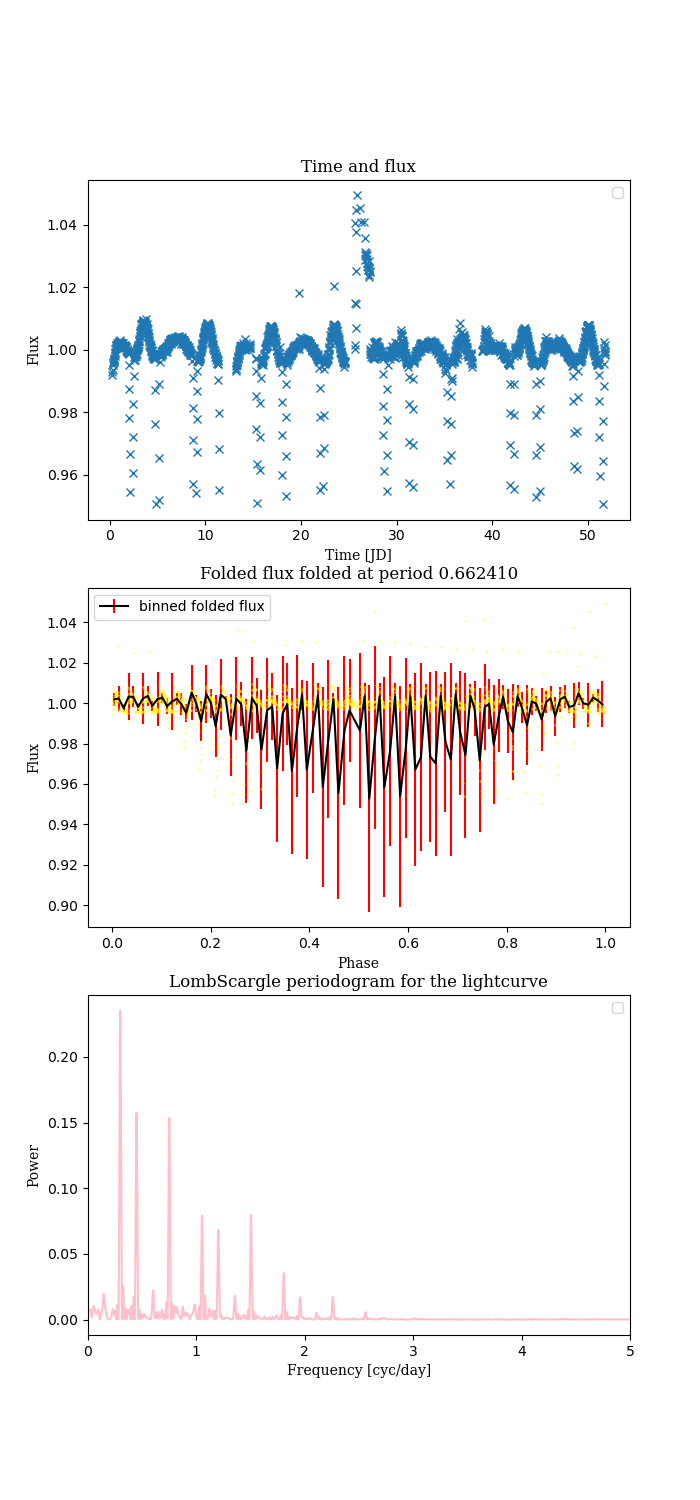 Time and flux
1.04
1.02
1.00
0.98
0.96
Flux
0 10 20 30 40 50
Time [JD]
Folded flux folded at period 0.662410
binned folded flux
1.04
1.02
1.00
0.98
0.96
0.94
0.92
0.90
Flux
0.0 0.2 0.4 0.6 0.8 1.0
Phase
LombScargle periodogram for the lightcurve
0.20
0.15
0.10
0.05
0.00
Power
0 1 2 3 4 5
Frequency [cyc/day]